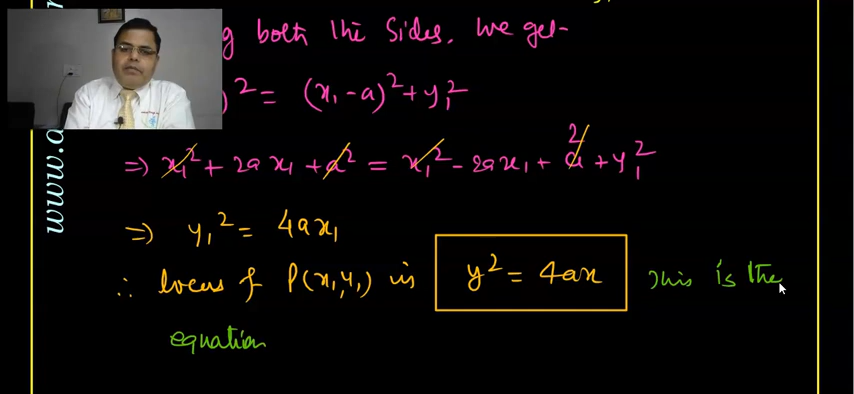 both the sides. We get-
)² = (x₁-a)² + y₁²
⇒ x₁² + 2ax₁ + a² = x₁² - 2ax₁ + a² + y₁²
⇒ y₁² = 4ax₁
∴ locus of P(x₁,y₁) is y² = 4ax This is the
equation
www.a